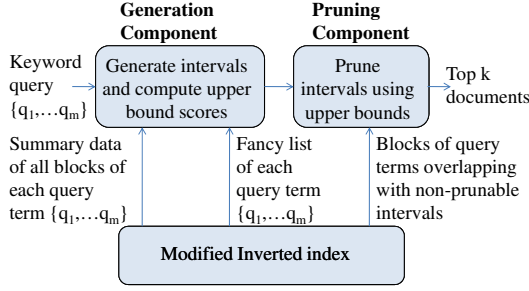 Generation
Component
Pruning
Component
Keyword
query
{q1,…qm}
Generate intervals
and compute upper
bound scores
Prune
intervals using
upper bounds
Top k
documents
Summary data
of all blocks of
each query
term {q1,…qm}
Fancy list
of each
query term
{q1,…qm}
Blocks of query
terms overlapping
with non-prunable
intervals
Modified Inverted index